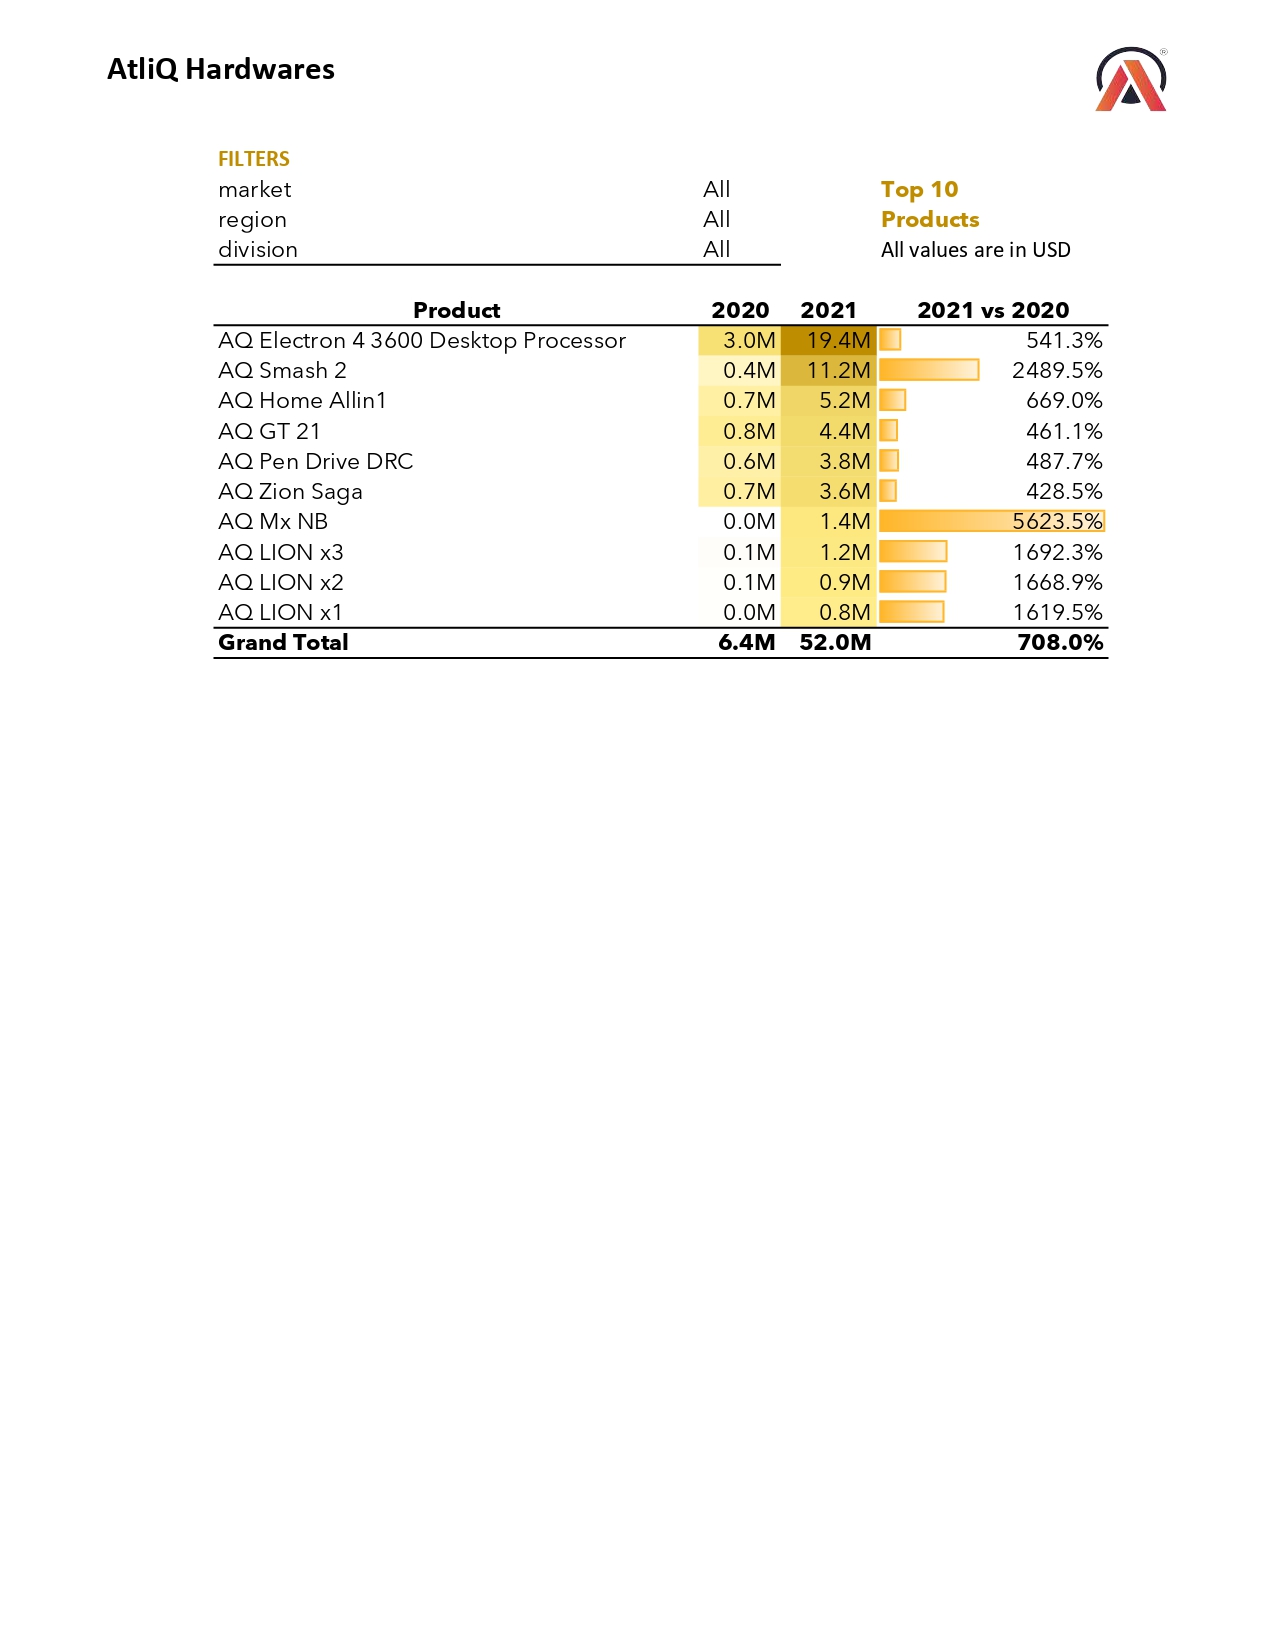 AtliQ Hardwares
®
FILTERS
market All Top 10
region All Products
division All All values are in USD
Product 2020 2021 2021 vs 2020
AQ Electron 4 3600 Desktop Processor 3.0M 19.4M 541.3%
AQ Smash 2 0.4M 11.2M 2489.5%
AQ Home Allin1 0.7M 5.2M 669.0%
AQ GT 21 0.8M 4.4M 461.1%
AQ Pen Drive DRC 0.6M 3.8M 487.7%
AQ Zion Saga 0.7M 3.6M 428.5%
AQ Mx NB 0.0M 1.4M 5623.5%
AQ LION x3 0.1M 1.2M 1692.3%
AQ LION x2 0.1M 0.9M 1668.9%
AQ LION x1 0.0M 0.8M 1619.5%
Grand Total 6.4M 52.0M 708.0%